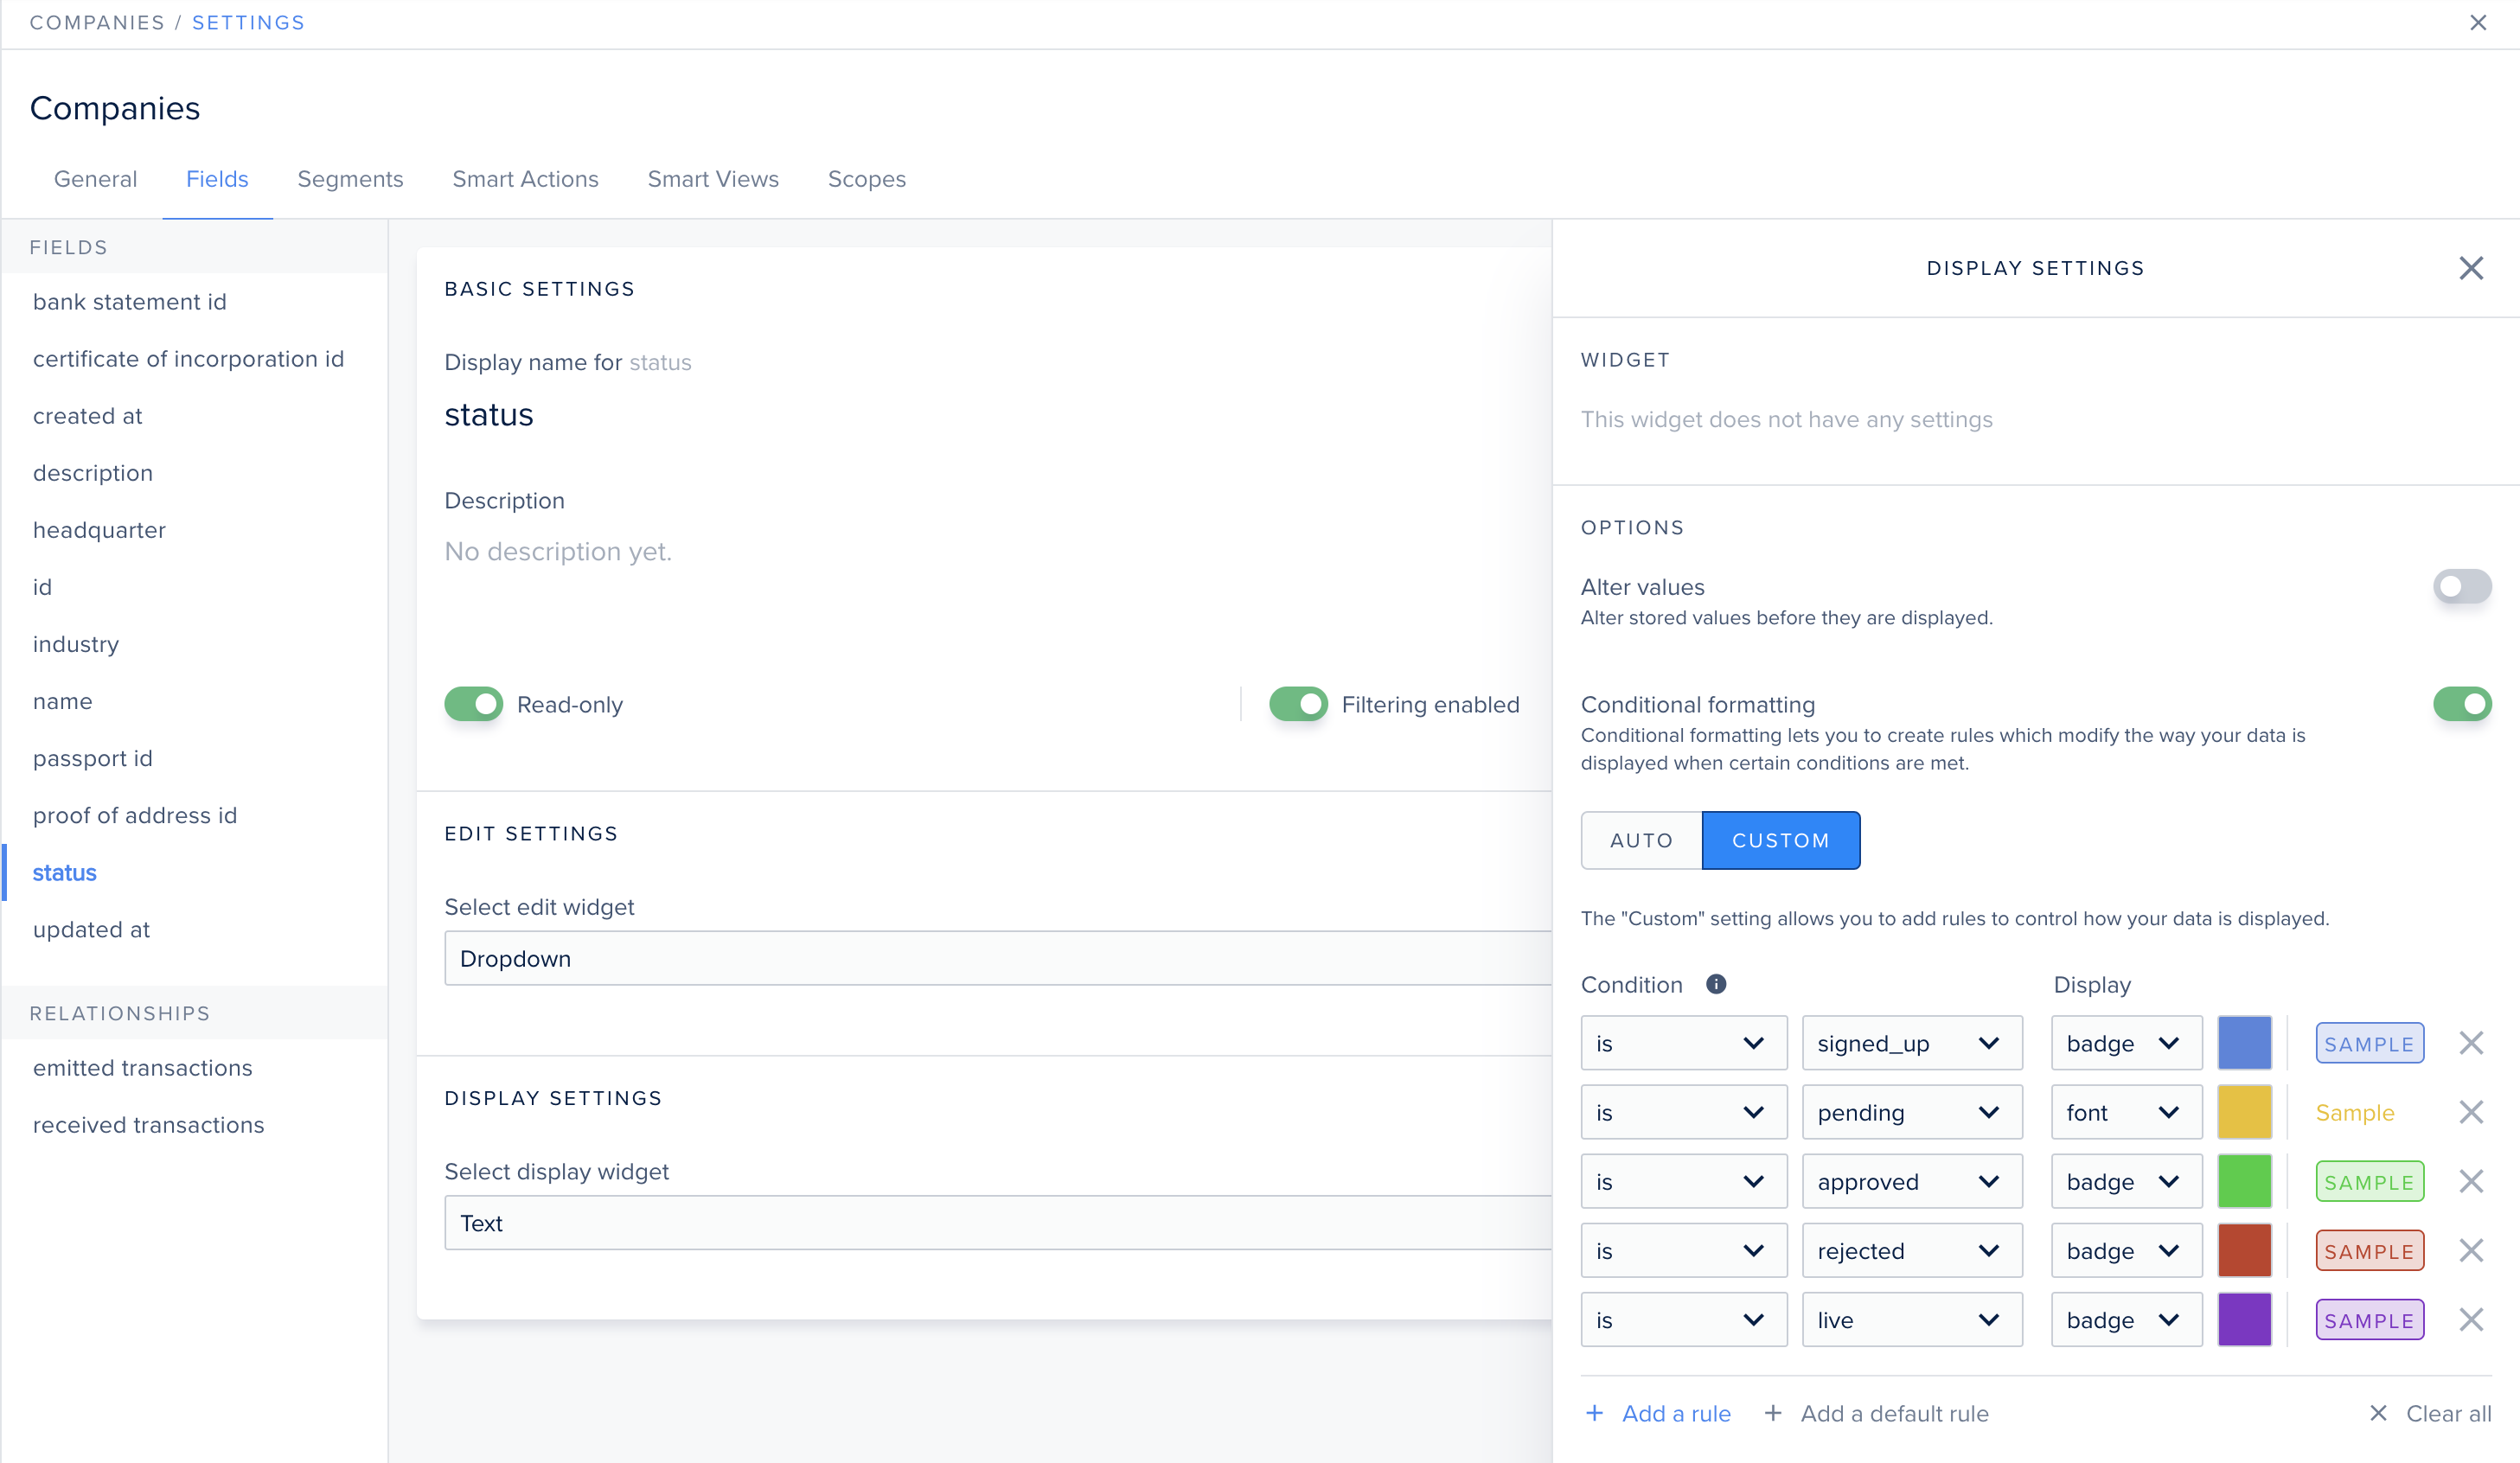 COMPANIES / SETTINGS
Companies
General Fields Segments Smart Actions Smart Views Scopes
FIELDS
bank statement id
certificate of incorporation id
created at
description
headquarter
id
industry
name
passport id
proof of address id
status
updated at
RELATIONSHIPS
emitted transactions
received transactions
BASIC SETTINGS
Display name for status
status
Description
No description yet.
Read-only
Filtering enabled
EDIT SETTINGS
Select edit widget
Dropdown
DISPLAY SETTINGS
Select display widget
Text
DISPLAY SETTINGS
WIDGET
This widget does not have any settings
OPTIONS
Alter values
Alter stored values before they are displayed.
Conditional formatting
Conditional formatting lets you to create rules which modify the way your data is
displayed when certain conditions are met.
AUTO CUSTOM
The "Custom" setting allows you to add rules to control how your data is displayed.
Condition Display
is signed_up badge SAMPLE
is pending font Sample
is approved badge SAMPLE
is rejected badge SAMPLE
is live badge SAMPLE
+ Add a rule + Add a default rule Clear all